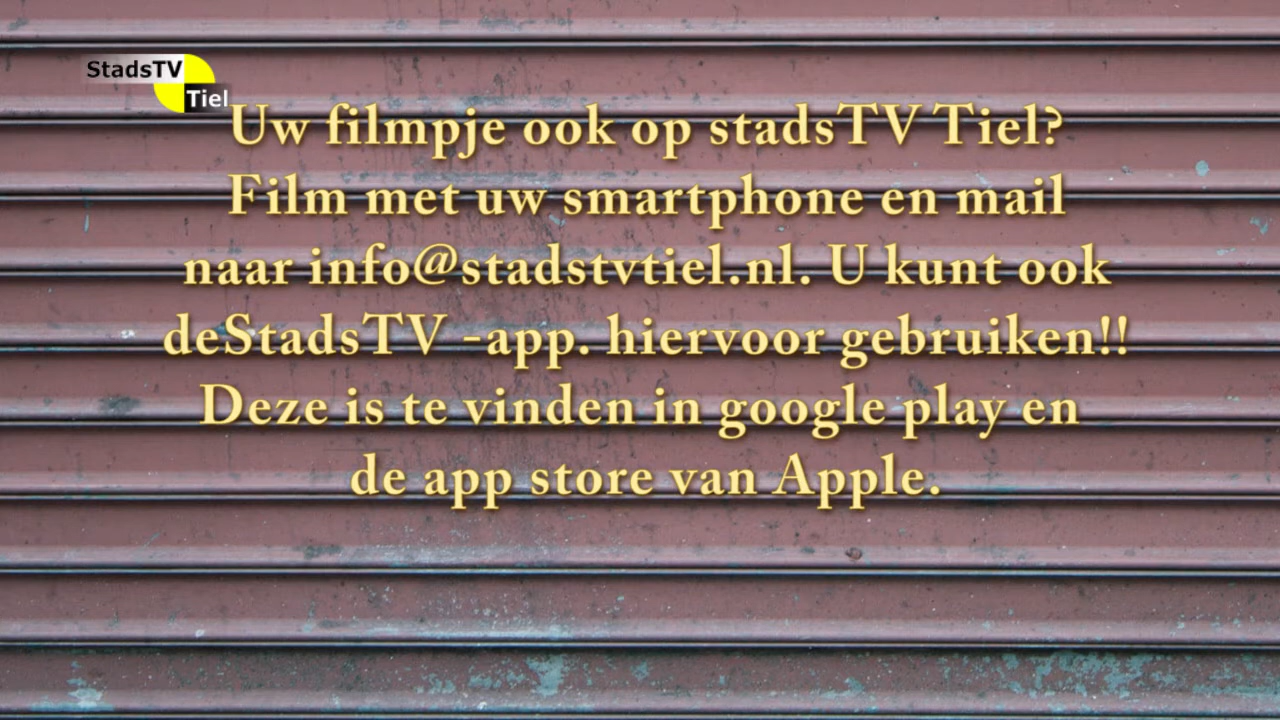 StadsTV
Tiel
Uw filmpje ook op stadsTV Tiel?
Film met uw smartphone en mail
naar info@stadstvtiel.nl. U kunt ook
deStadsTV -app. hiervoor gebruiken!!
Deze is te vinden in google play en
de app store van Apple.